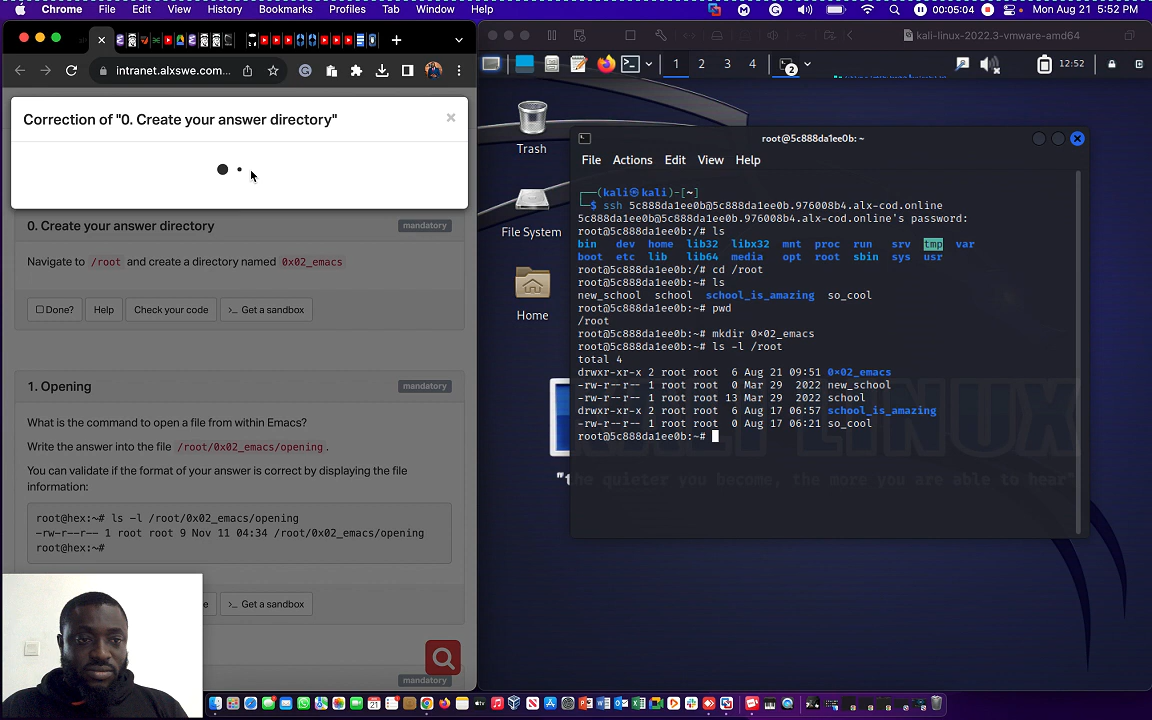 Chrome File Edit View History Bookmarks Profiles Tab Window Help
00:05:04 Mon Aug 21 5:52 PM
kali-linux-2022.3-vmware-amd64
intranet.alxswe.com...
1 2 3 4
2
12:52
Correction of "0. Create your answer directory"
0. Create your answer directory
mandatory
Navigate to /root and create a directory named 0x02_emacs
Done? Help Check your code >_ Get a sandbox
1. Opening
mandatory
What is the command to open a file from within Emacs?
Write the answer into the file /root/0x02_emacs/opening.
You can validate if the format of your answer is correct by displaying the file
information:
root@hex:~# ls -l /root/0x02_emacs/opening
-rw-r--r-- 1 root root 9 Nov 11 04:34 /root/0x02_emacs/opening
root@hex:~#
>_ Get a sandbox
mandatory
Trash
File System
Home
root@5c888da1ee0b: ~
File Actions Edit View Help
┌──(kali㉿kali)-[~]
└─$ ssh 5c888da1ee0b@5c888da1ee0b.976008b4.alx-cod.online
5c888da1ee0b@5c888da1ee0b.976008b4.alx-cod.online's password:
root@5c888da1ee0b:/# ls
bin dev home lib32 libx32 mnt proc run srv tmp var
boot etc lib lib64 media opt root sbin sys usr
root@5c888da1ee0b:/# cd /root
root@5c888da1ee0b:~# ls
new_school school school_is_amazing so_cool
root@5c888da1ee0b:~# pwd
/root
root@5c888da1ee0b:~# mkdir 0x02_emacs
root@5c888da1ee0b:~# ls -l /root
total 4
drwxr-xr-x 2 root root 6 Aug 21 09:51 0x02_emacs
-rw-r--r-- 1 root root 0 Mar 29 2022 new_school
-rw-r--r-- 1 root root 13 Mar 29 2022 school
drwxr-xr-x 2 root root 6 Aug 17 06:57 school_is_amazing
-rw-r--r-- 1 root root 0 Aug 17 06:21 so_cool
root@5c888da1ee0b:~#
KALI LINUX
"the quieter you become, the more you are able to hear"